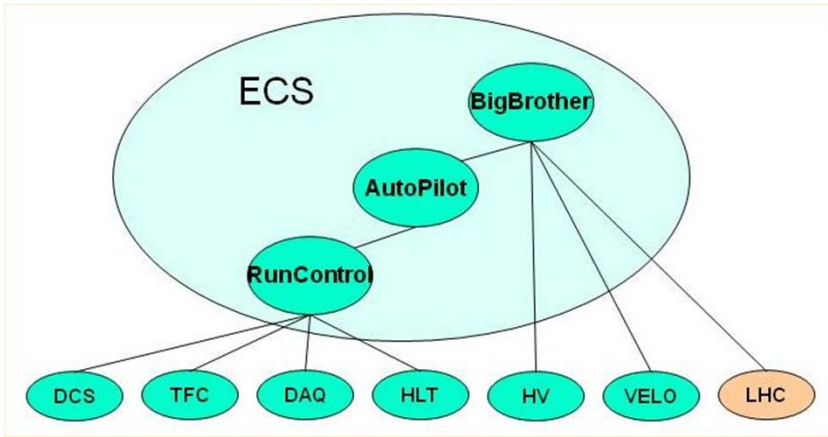 ECS
BigBrother
AutoPilot
RunControl
DCS
TFC
DAQ
HLT
HV
VELO
LHC